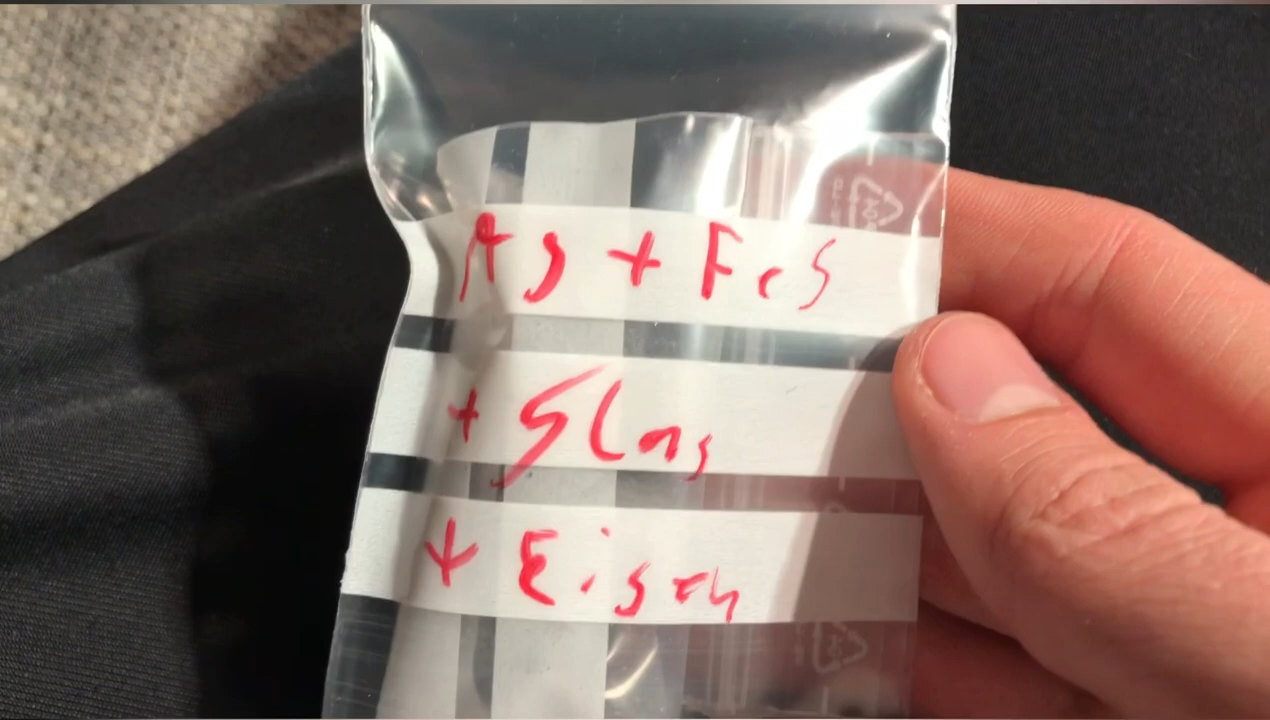 Ag + FeS
+ Glas
+ Eisen